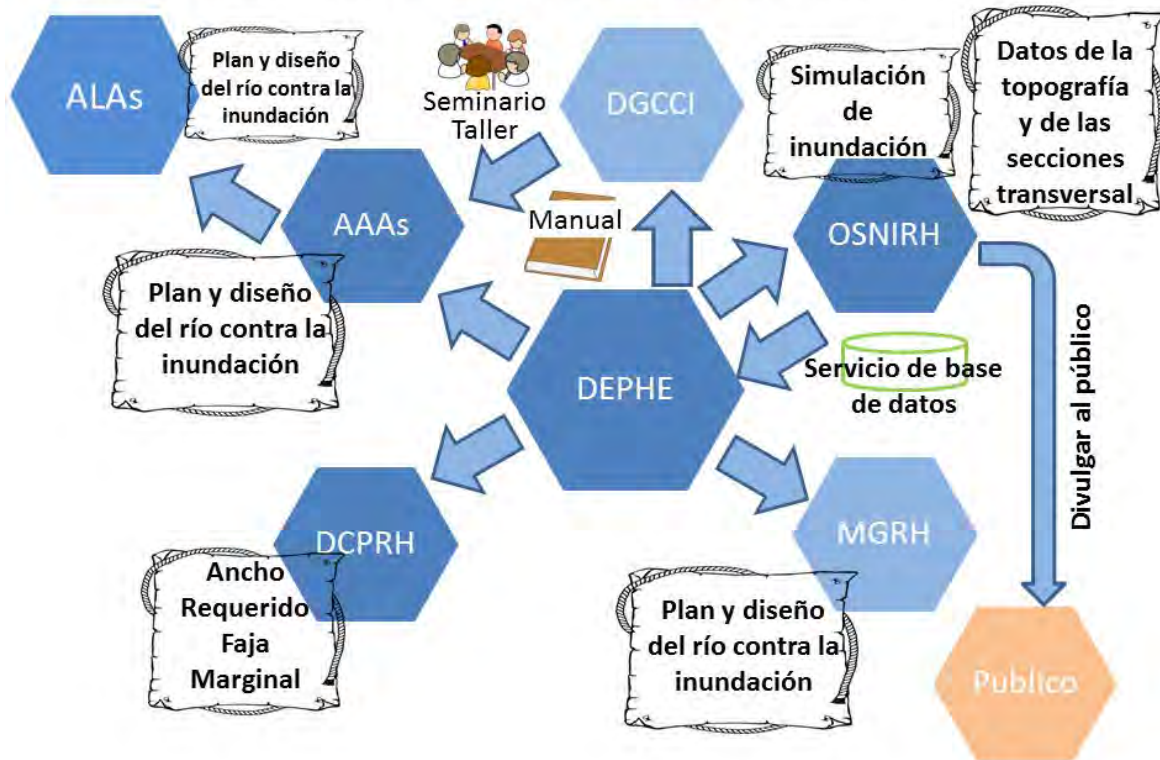 ALAs
Plan y diseño
del río contra la
inundación
Seminario
Taller
DGCCI
Simulación
de
inundación
Datos de la
topografía
y de las
secciones
transversal
AAAs
Manual
OSNIRH
Plan y diseño
del río contra la
inundación
DEPHE
Servicio de base
de datos
Divulgar al público
DCPRH
Ancho
Requerido
Faja
Marginal
MGRH
Plan y diseño
del río contra la
inundación
Publico